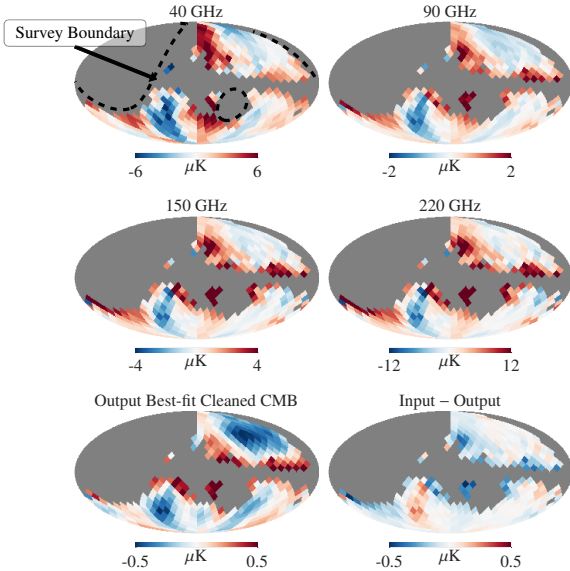 40 GHz
90 GHz
Survey Boundary
-6
6
μK
-2
2
μK
150 GHz
220 GHz
-4
4
μK
-12
12
μK
Output Best-fit Cleaned CMB
Input − Output
-0.5
0.5
μK
-0.5
0.5
μK